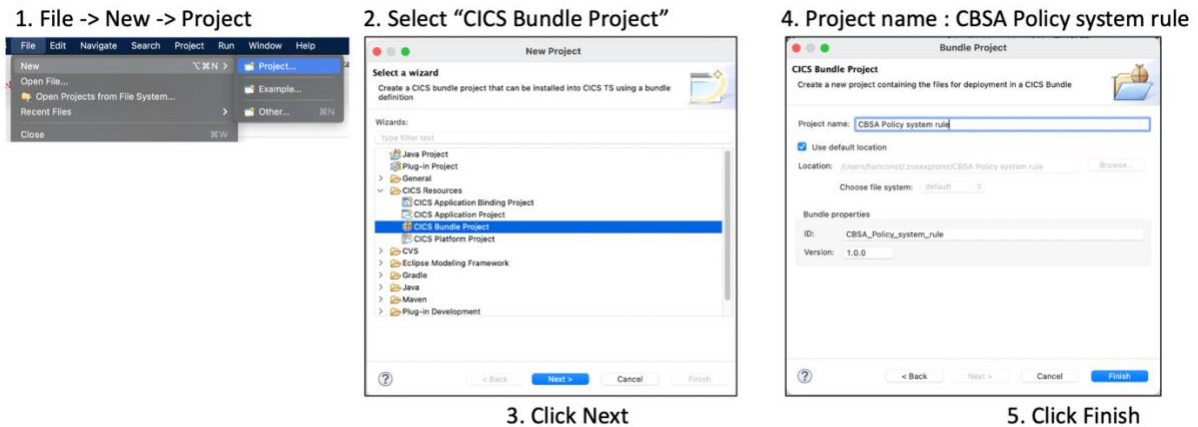 1. File -> New -> Project
File Edit Navigate Search Project Run Window Help
New ⌥⌘N >
Open File...
Open Projects from File System...
Recent Files >
Close ⌘W
Project...
Example...
Other... ⌘N
2. Select “CICS Bundle Project”
New Project
Select a wizard
Create a CICS bundle project that can be installed into CICS TS using a bundle
definition
Wizards:
type filter text
Java Project
Plug-in Project
> General
CICS Resources
CICS Application Binding Project
CICS Application Project
CICS Bundle Project
CICS Platform Project
> CVS
> Eclipse Modeling Framework
> Gradle
> Java
> Maven
> Plug-in Development
? < Back Next > Cancel Finish
3. Click Next
4. Project name : CBSA Policy system rule
Bundle Project
CICS Bundle Project
Create a new project containing the files for deployment in a CICS Bundle
Project name: CBSA Policy system rule
Use default location
Location: /Users/franconst/.zosexplorer/CBSA Policy system rule Browse...
Choose file system: default
Bundle properties
ID: CBSA_Policy_system_rule
Version: 1.0.0
? < Back Next > Cancel Finish
5. Click Finish